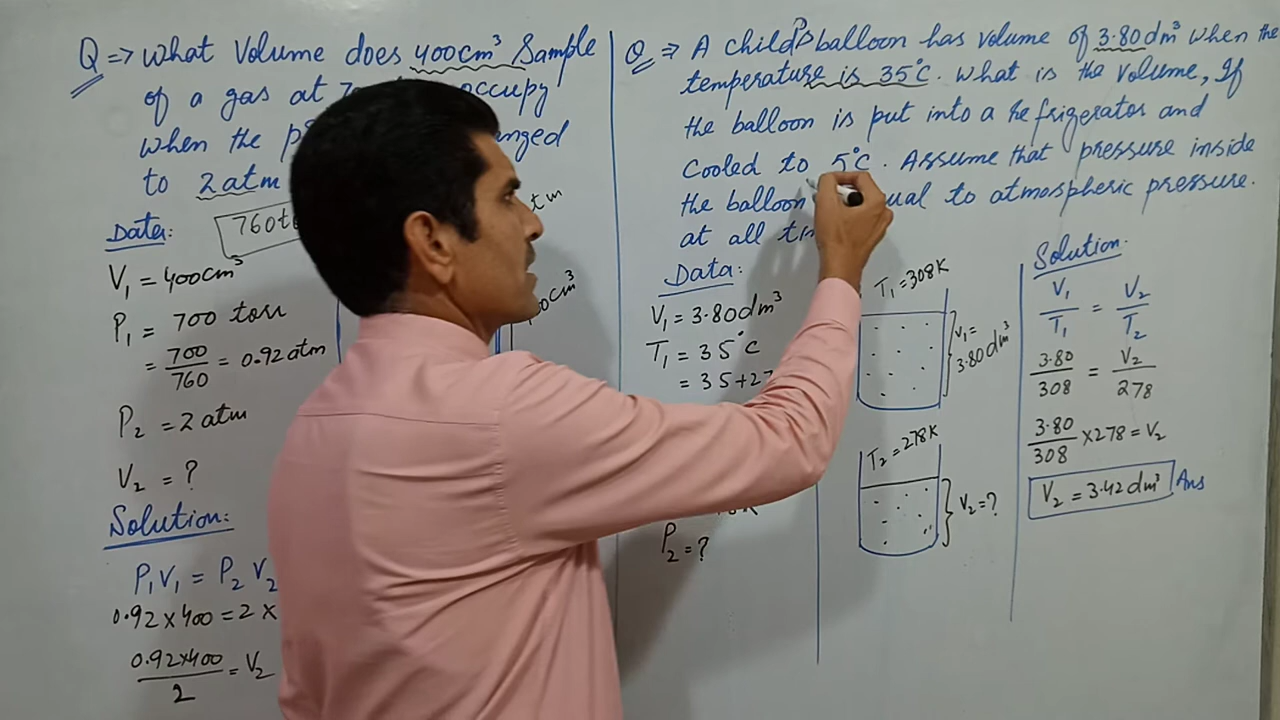 Q ⇒ What Volume does 400cm³ Sample
of a gas at occupy
when the
to 2 atm
Data:
V₁ = 400cm³
P₁ = 700 torr
= 700/760 = 0.92 atm
P₂ = 2 atm
V₂ = ?
Solution:
P₁V₁ = P₂ V₂
0.92 x 400 = 2 x
0.92x400/2 = V₂
Q ⇒ A child's balloon has volume of 3.80dm³ when the
temperature is 35°C. What is the volume, If
the balloon is put into a Refrigerator and
Cooled to 5°C. Assume that pressure inside
the balloon to atmospheric pressure.
at all
Data:
V₁ = 3.80dm³
T₁ = 35°C
= 35+27
P₂ = ?
T₁ = 308K
V₁ =
3.80dm³
T₂ = 278K
V₂ = ?
Solution:
V₁/T₁ = V₂/T₂
3.80/308 = V₂/278
3.80/308 x 278 = V₂
V₂ = 3.42 dm³ Ans